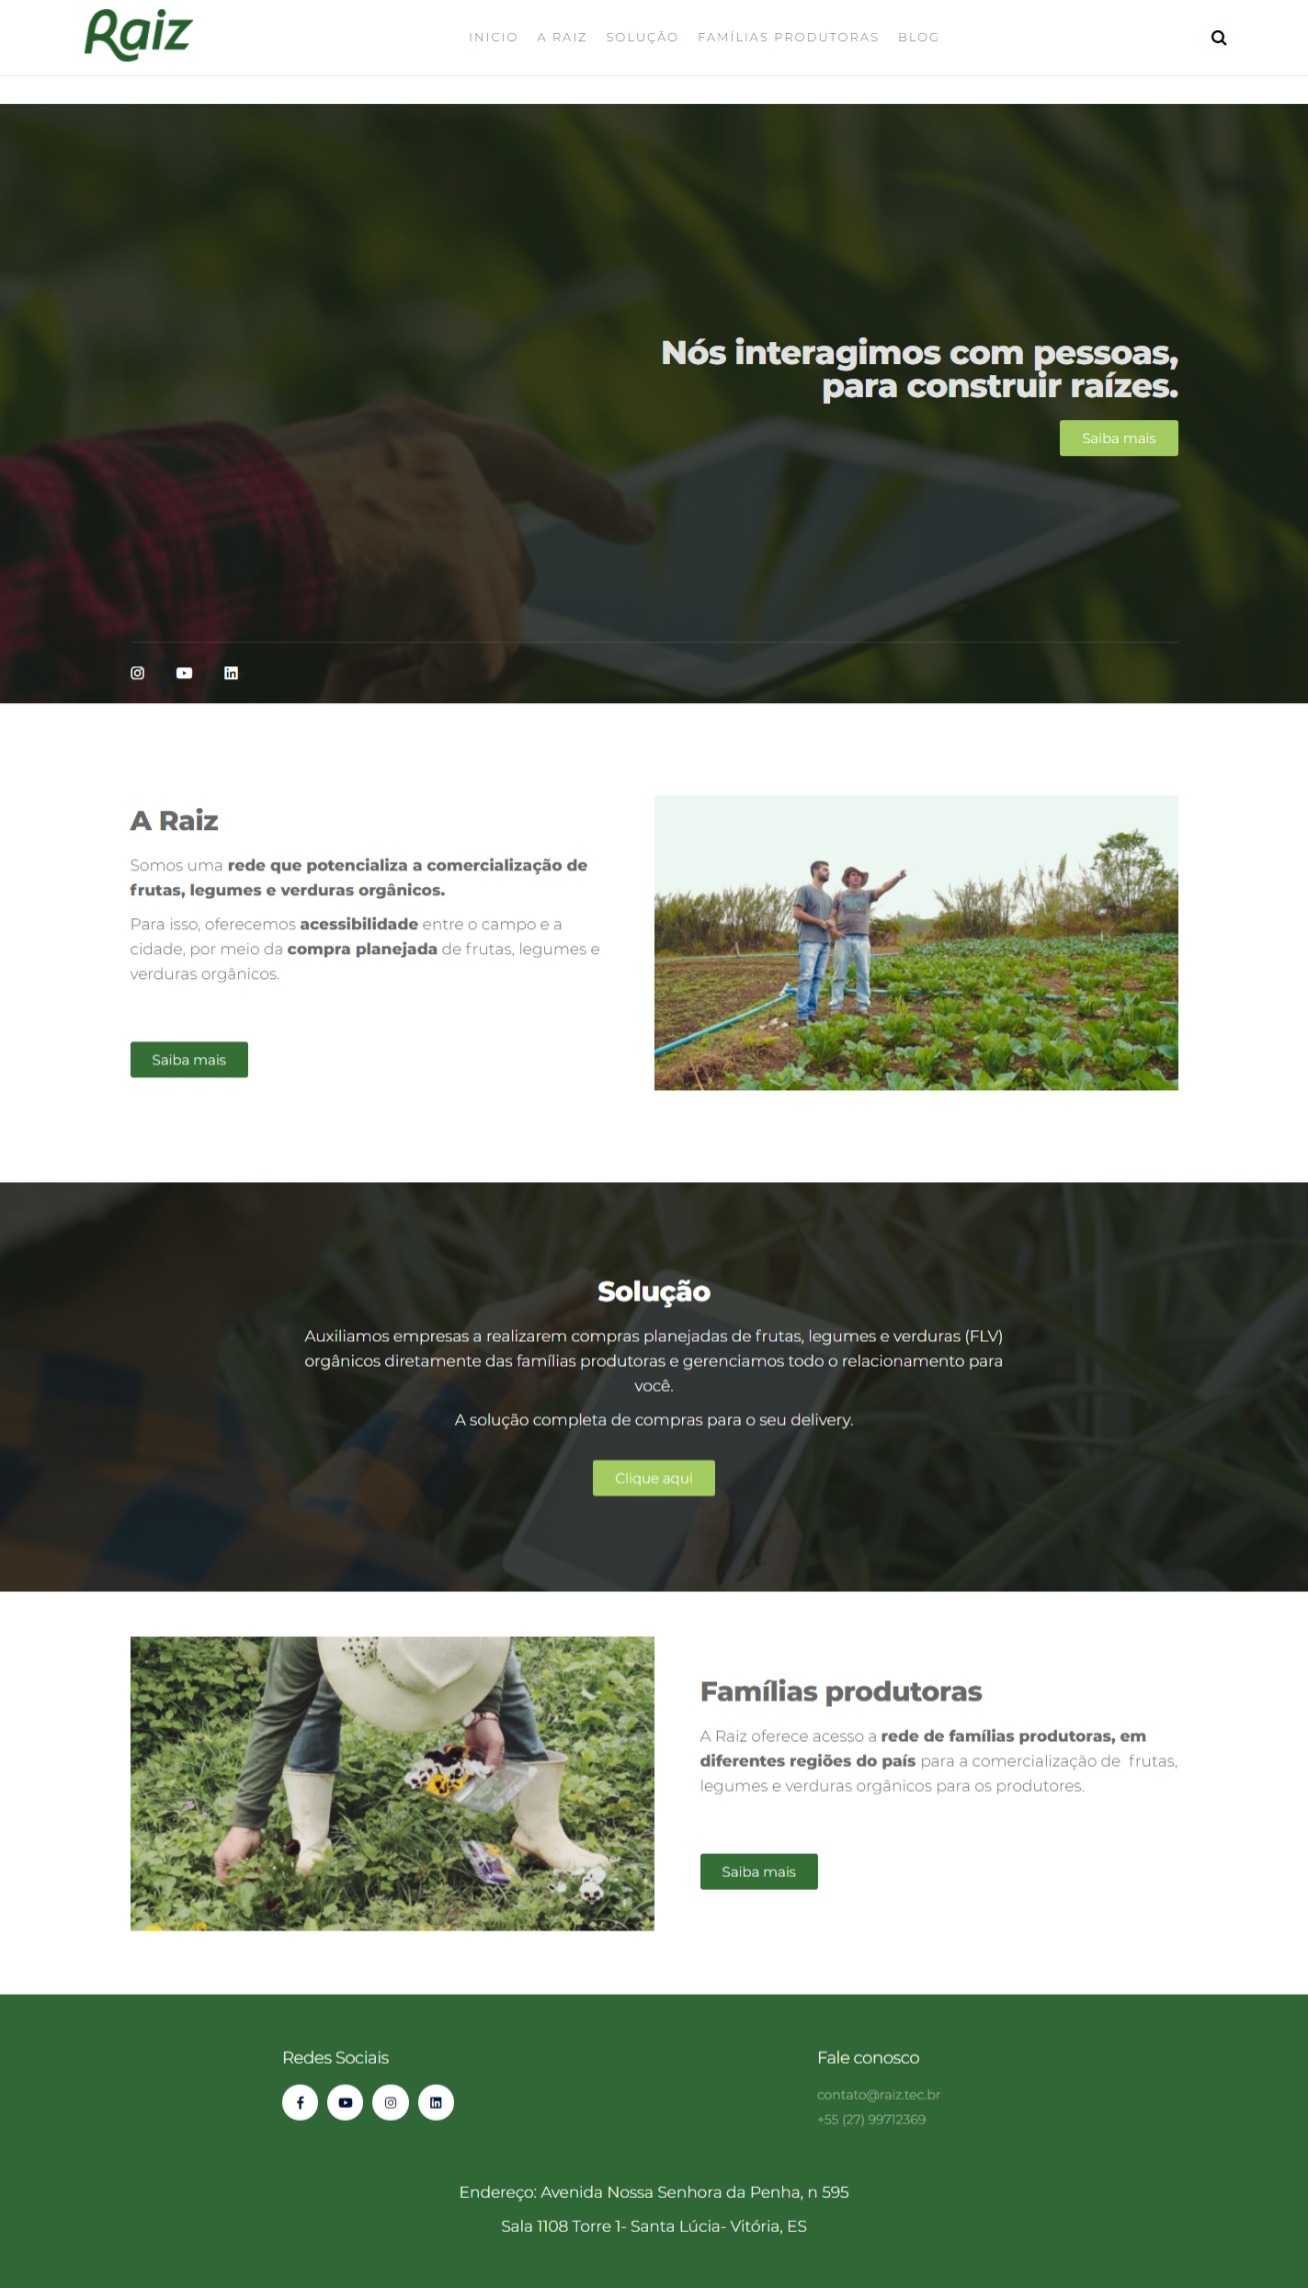 Raiz
INICIO A RAIZ SOLUÇÃO FAMÍLIAS PRODUTORAS BLOG
Nós interagimos com pessoas,
para construir raízes.
Saiba mais
A Raiz
Somos uma rede que potencializa a comercialização de
frutas, legumes e verduras orgânicos.
Para isso, oferecemos acessibilidade entre o campo e a
cidade, por meio da compra planejada de frutas, legumes e
verduras orgânicos.
Saiba mais
Solução
Auxiliamos empresas a realizarem compras planejadas de frutas, legumes e verduras (FLV)
orgânicos diretamente das famílias produtoras e gerenciamos todo o relacionamento para
você.
A solução completa de compras para o seu delivery.
Clique aqui
Famílias produtoras
A Raiz oferece acesso a rede de famílias produtoras, em
diferentes regiões do país para a comercialização de  frutas,
legumes e verduras orgânicos para os produtores.
Saiba mais
Redes Sociais
Fale conosco
contato@raiz.tec.br
+55 (27) 99712369
Endereço: Avenida Nossa Senhora da Penha, n 595
Sala 1108 Torre 1- Santa Lúcia- Vitória, ES